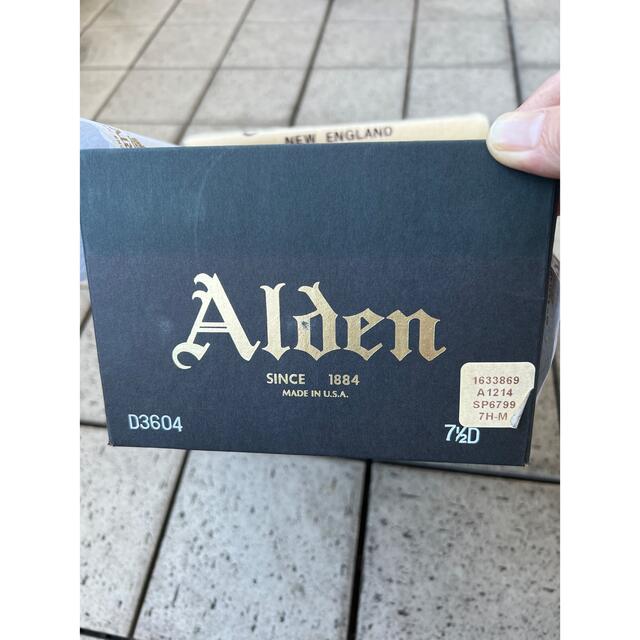 NEW ENGLAND
Alden
SINCE 1884
MADE IN U.S.A.
D3604
7½D
1633869
A1214
SP6799
7H-M